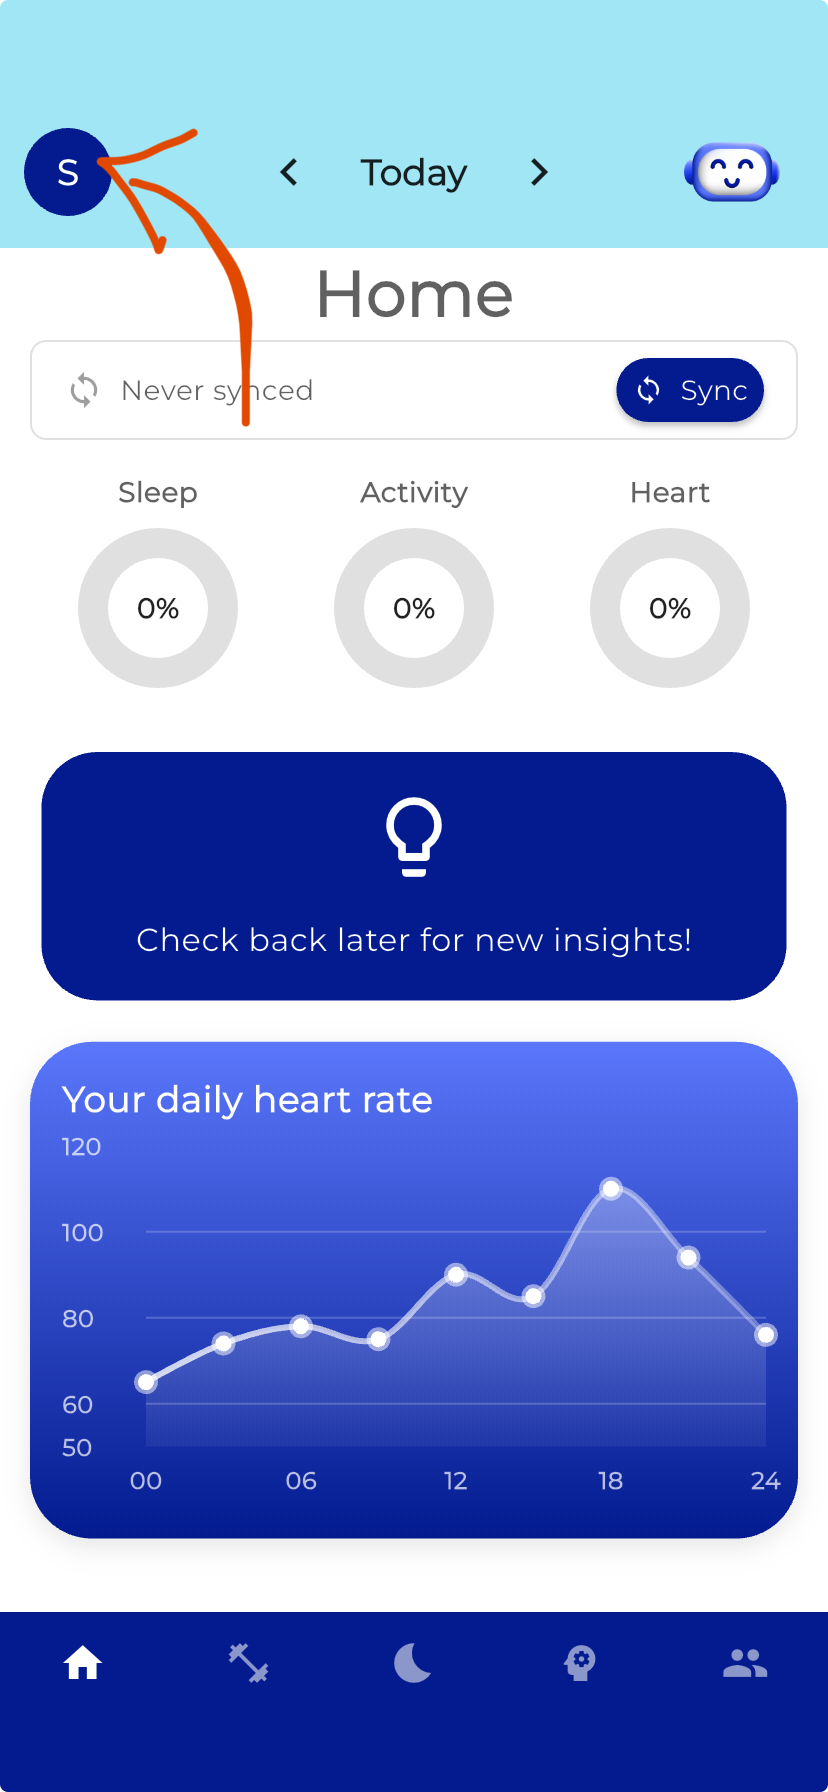 S
Today
Home
Never synced
Sync
Sleep
Activity
Heart
0%
0%
0%
Check back later for new insights!
Your daily heart rate
120
100
80
60
50
00
06
12
18
24